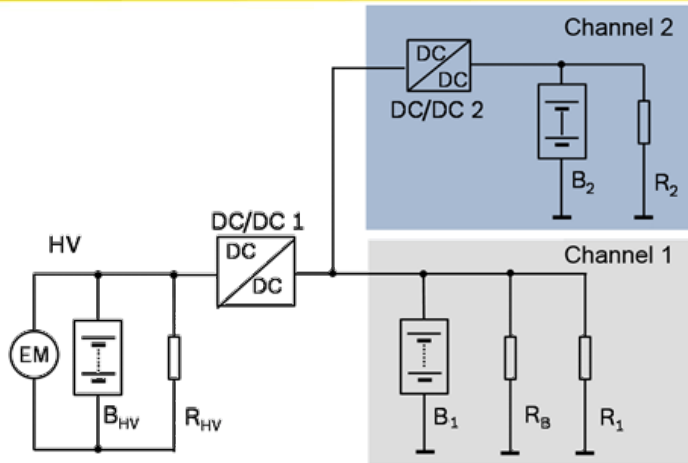 Channel 2
DC
DC
DC/DC 2
B2
R2
DC/DC 1
HV
DC
DC
Channel 1
EM
BHV
RHV
B1
RB
R1